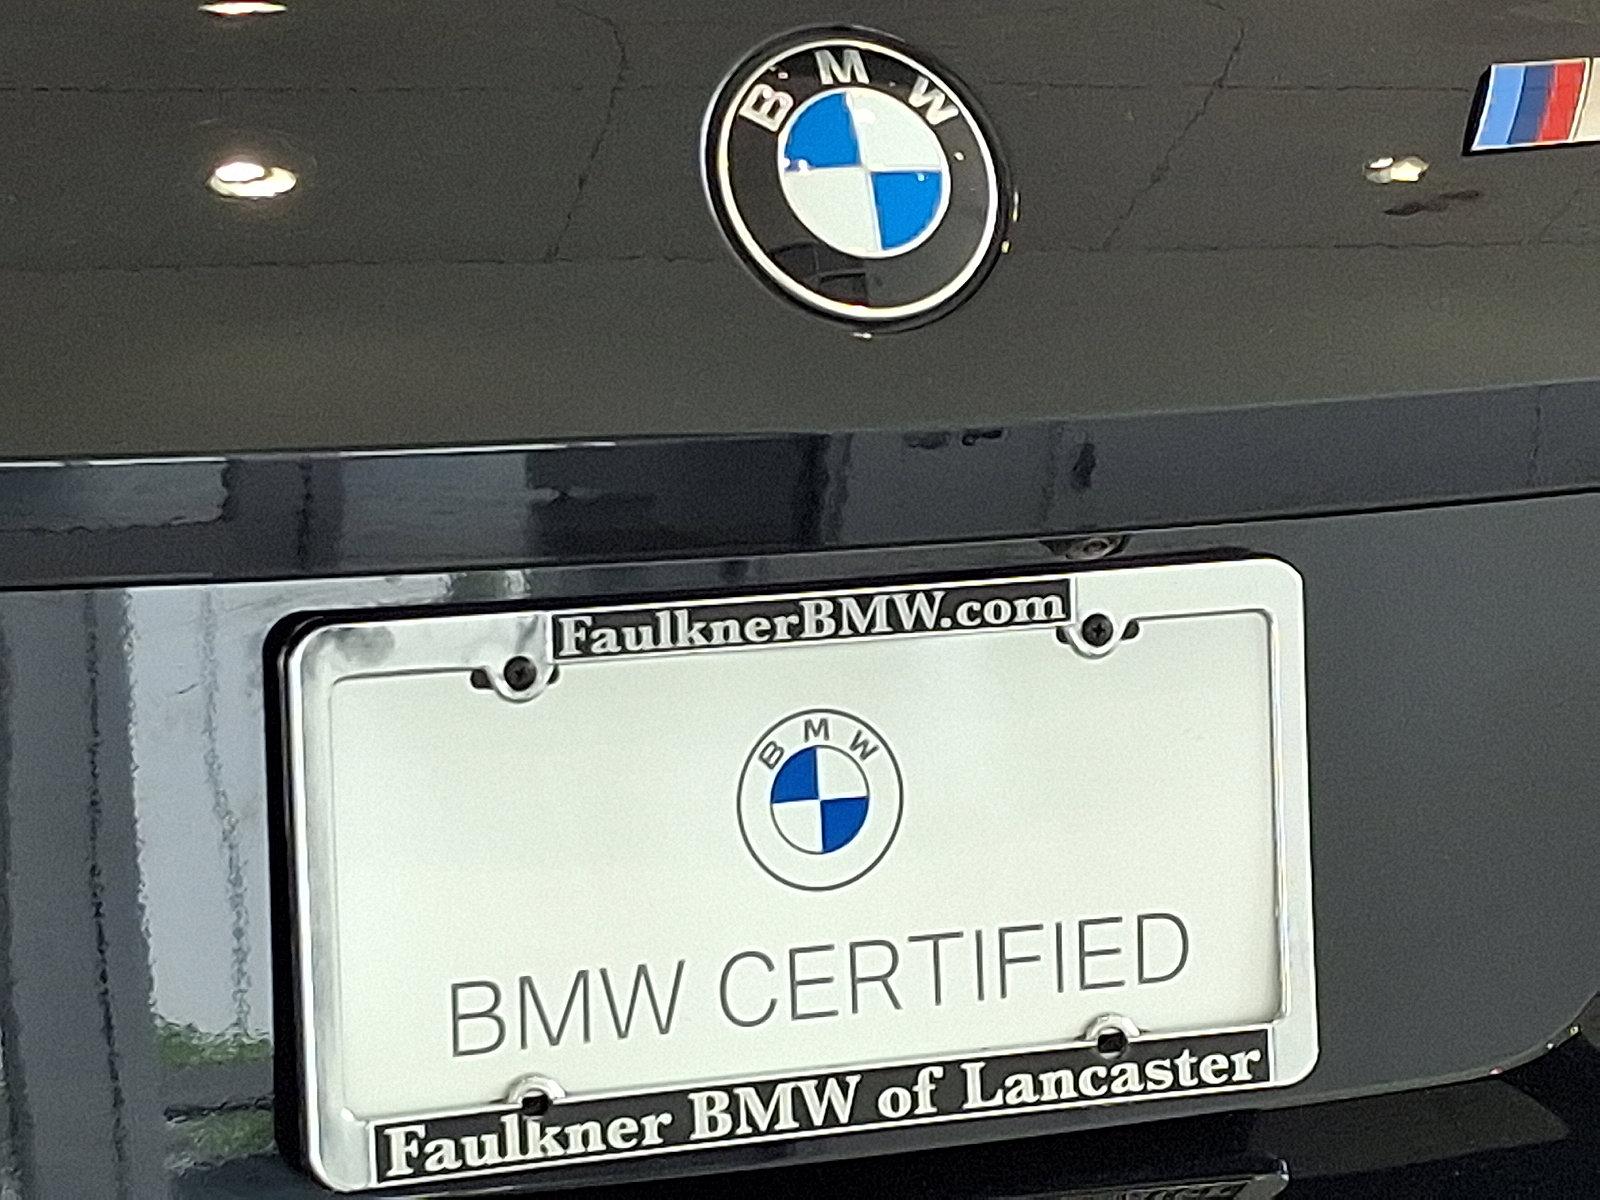 BMW
FaulknerBMW.com
BMW
BMW CERTIFIED
Faulkner BMW of Lancaster